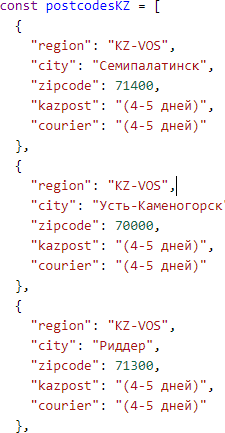 const postcodesKZ = [
{
"region": "KZ-VOS",
"city": "Семипалатинск",
"zipcode": 71400,
"kazpost": "(4-5 дней)",
"courier": "(4-5 дней)"
},
{
"region": "KZ-VOS",
"city": "Усть-Каменогорск"
"zipcode": 70000,
"kazpost": "(4-5 дней)",
"courier": "(4-5 дней)"
},
{
"region": "KZ-VOS",
"city": "Риддер",
"zipcode": 71300,
"kazpost": "(4-5 дней)",
"courier": "(4-5 дней)"
},